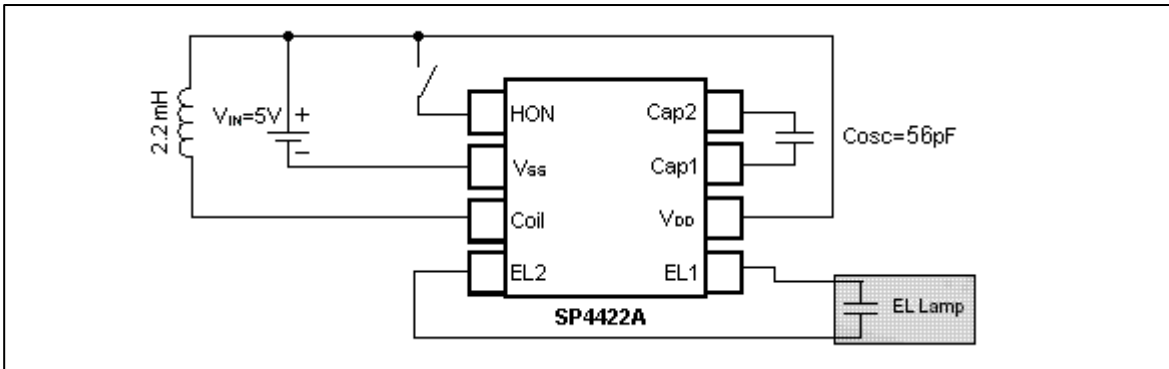 2.2 mH
VIN=5V
+
−
HON
Vss
Coil
EL2
Cap2
Cap1
VDD
EL1
Cosc=56pF
EL Lamp
SP4422A